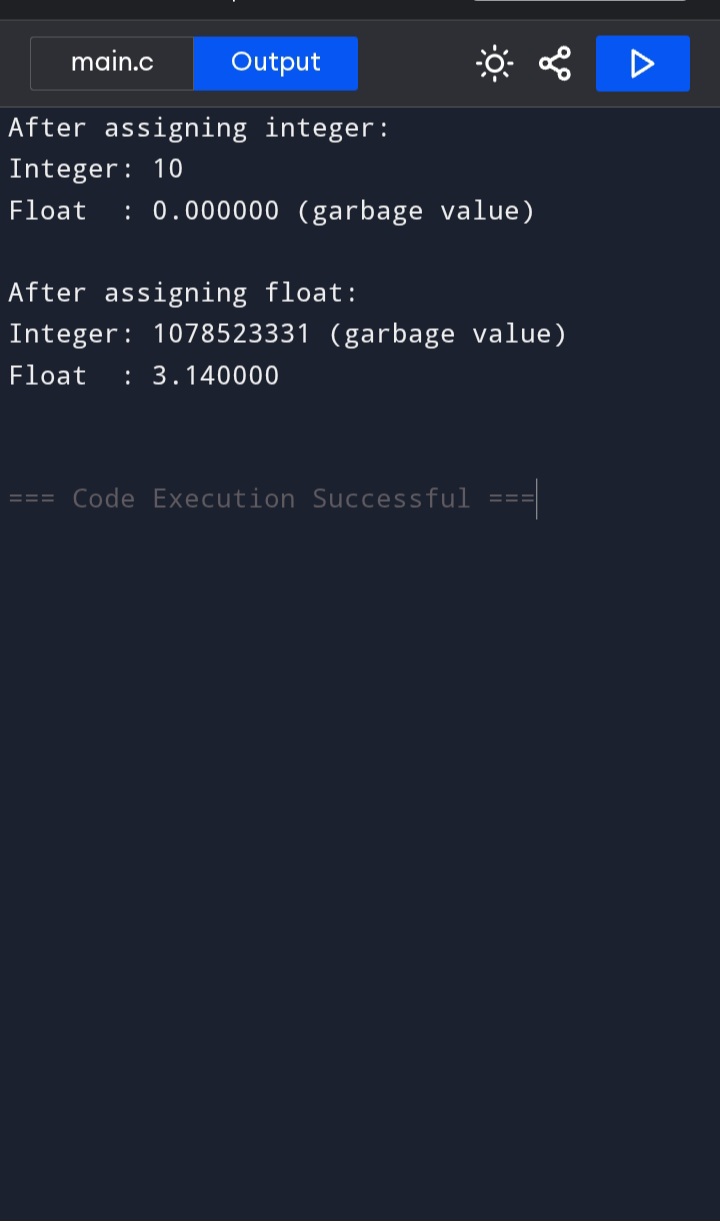 main.c Output
After assigning integer:
Integer: 10
Float  : 0.000000 (garbage value)
After assigning float:
Integer: 1078523331 (garbage value)
Float  : 3.140000
=== Code Execution Successful ===